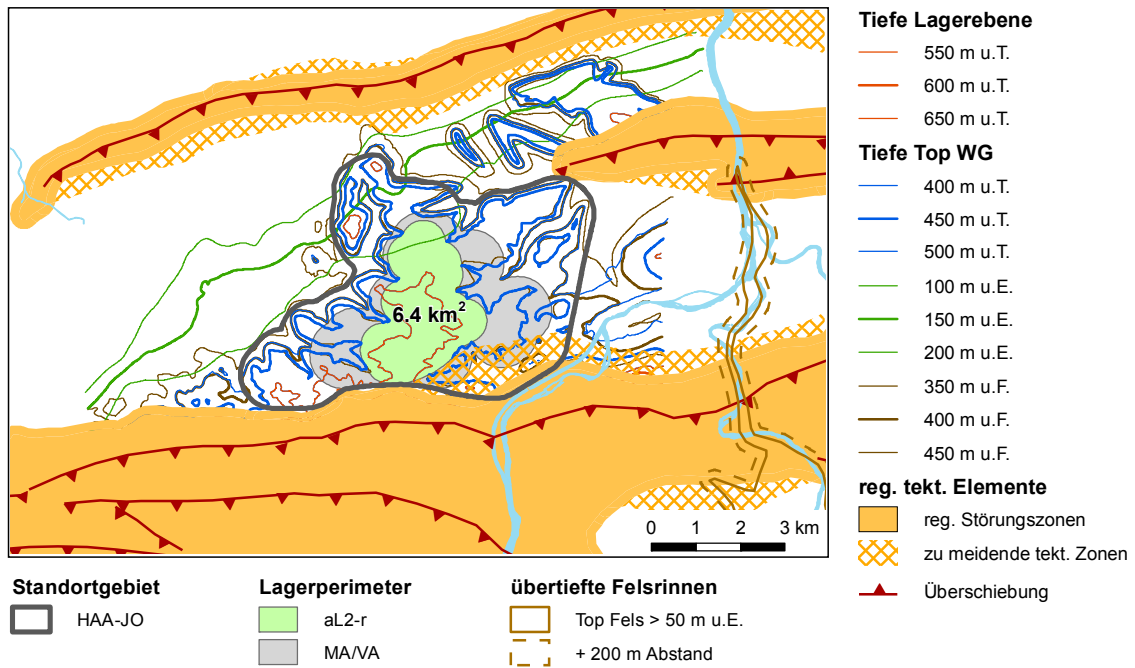 6.4 km²
0 1 2 3 km
Tiefe Lagerebene
550 m u.T.
600 m u.T.
650 m u.T.
Tiefe Top WG
400 m u.T.
450 m u.T.
500 m u.T.
100 m u.E.
150 m u.E.
200 m u.E.
350 m u.F.
400 m u.F.
450 m u.F.
reg. tekt. Elemente
reg. Störungszonen
zu meidende tekt. Zonen
Überschiebung
Standortgebiet
HAA-JO
Lagerperimeter
aL2-r
MA/VA
übertiefte Felsrinnen
Top Fels > 50 m u.E.
+ 200 m Abstand